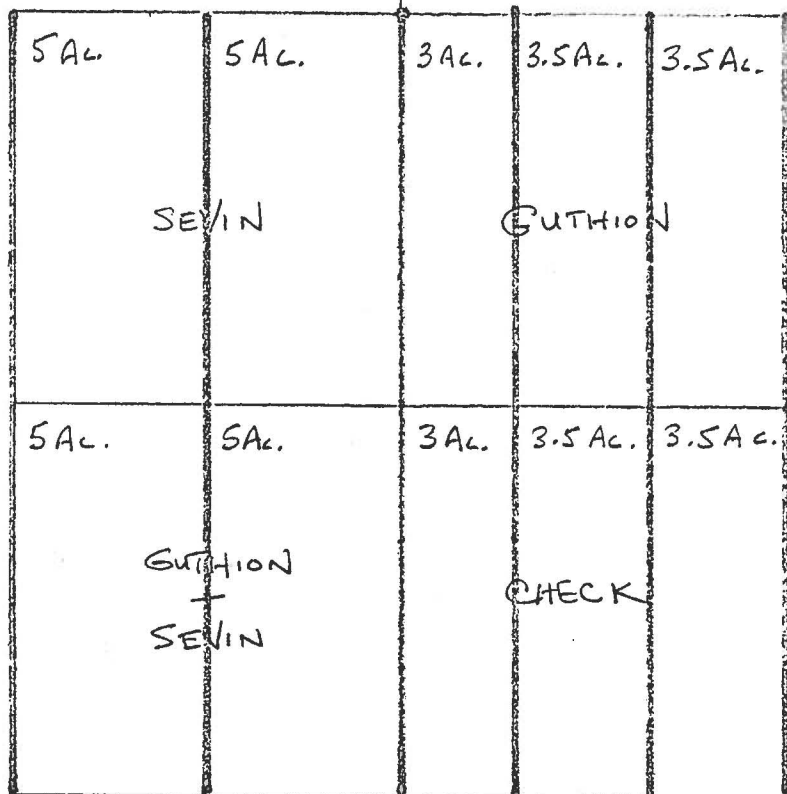 5 Ac. 5 Ac. 3 Ac. 3.5 Ac. 3.5 Ac.
SEVIN GUTHION
5 Ac. 5 Ac. 3 Ac. 3.5 Ac. 3.5 Ac.
GUTHION
+
SEVIN
CHECK